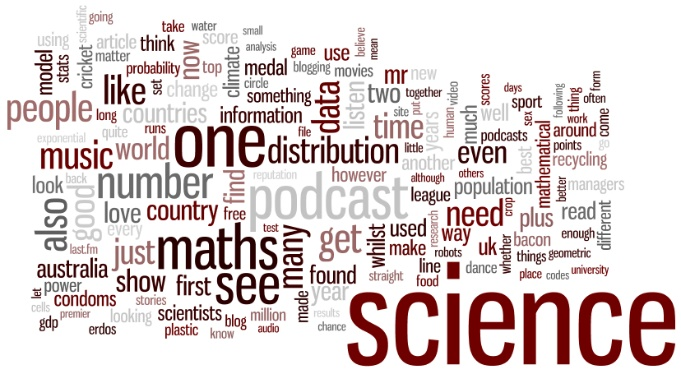 going
scientific
take
water
small
using
article
think
score
analysis
believe
mean
model
stats
cricket
matter
now
climate
game
use
probability
top
medal
blogging
movies
mr
new
set
change
circle
together
form
like
something
data
listen
two
video
scores
days
sport
following
thing
often
people
long
countries
information
put
site
time
years
human
much
well
sex
work
come
exponential
quite
runs
file
little
podcasts
around
points
go
music
world
one
distribution
another
even
best
mathematical
recycling
look
back
number
find
reputation
however
although
others
population
better
managers
also
good
love
country
free
podcast
league
need
crop
plus
read
different
every
test
whilst
used
research
way
bacon
enough
last.fm
just
maths
many
get
make
uk
whether
things
geometric
australia
straight
line
robots
dance
place
codes
university
power
show
first
see
found
food
let
condoms
stories
made
year
cells
premier
looking
scientists
million
results
gdp
erdos
plastic
blog
know
audio
chance
science